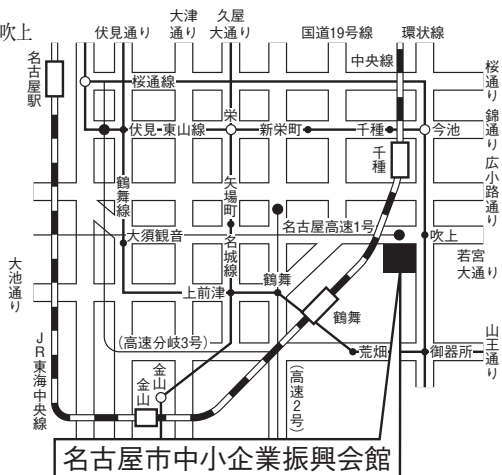 吹上
伏見通り
大津通り
久屋大通り
国道19号線
環状線
名古屋駅
中央線
桜通り
桜通線
栄
伏見
東山線
新栄町
千種
今池
錦通り
千種
広小路通り
鶴舞線
矢場町
名城線
名古屋高速1号
大須観音
吹上
若宮大通り
大池通り
鶴舞
上前津
鶴舞
JR東海中央線
(高速分岐3号)
荒畑
御器所
山王通り
金山
金山
(高速2号)
名古屋市中小企業振興会館